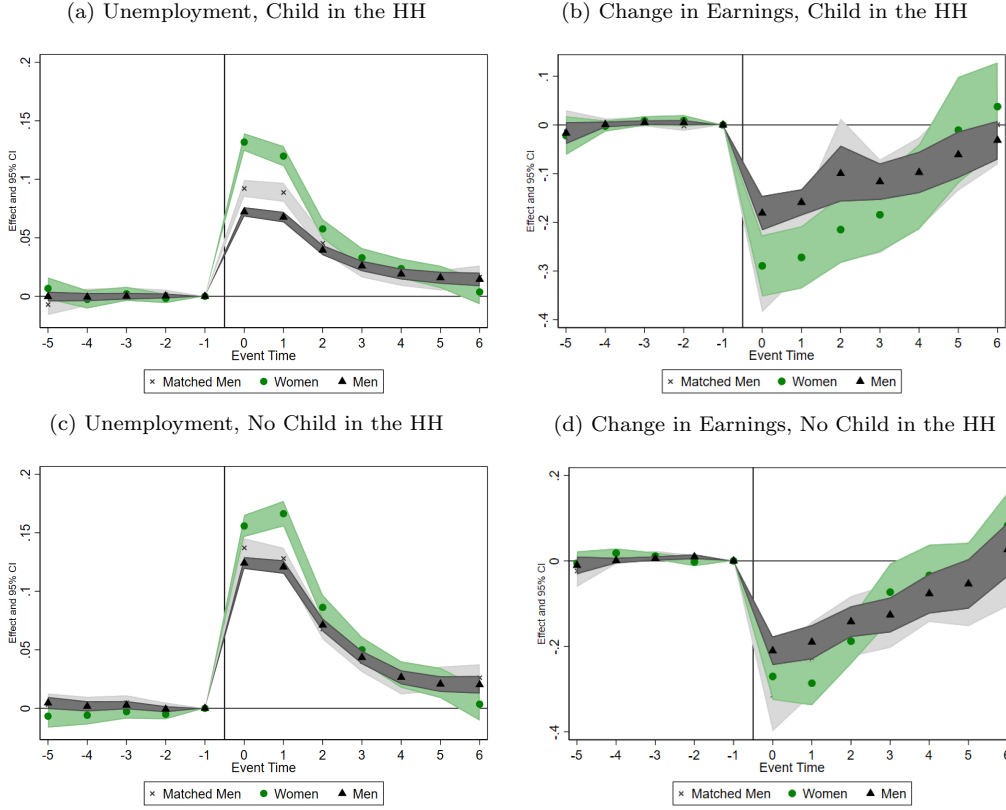 (a) Unemployment, Child in the HH
Effect and 95% CI
.2
.15
.1
.05
0
-5 -4 -3 -2 -1 0 1 2 3 4 5 6
Event Time
Matched Men Women Men
(b) Change in Earnings, Child in the HH
Effect and 95% CI
.1
0
-.1
-.2
-.3
-.4
-5 -4 -3 -2 -1 0 1 2 3 4 5 6
Event Time
Matched Men Women Men
(c) Unemployment, No Child in the HH
Effect and 95% CI
.2
.15
.1
.05
0
-5 -4 -3 -2 -1 0 1 2 3 4 5 6
Event Time
Matched Men Women Men
(d) Change in Earnings, No Child in the HH
Effect and 95% CI
.2
0
-.2
-.4
-5 -4 -3 -2 -1 0 1 2 3 4 5 6
Event Time
Matched Men Women Men